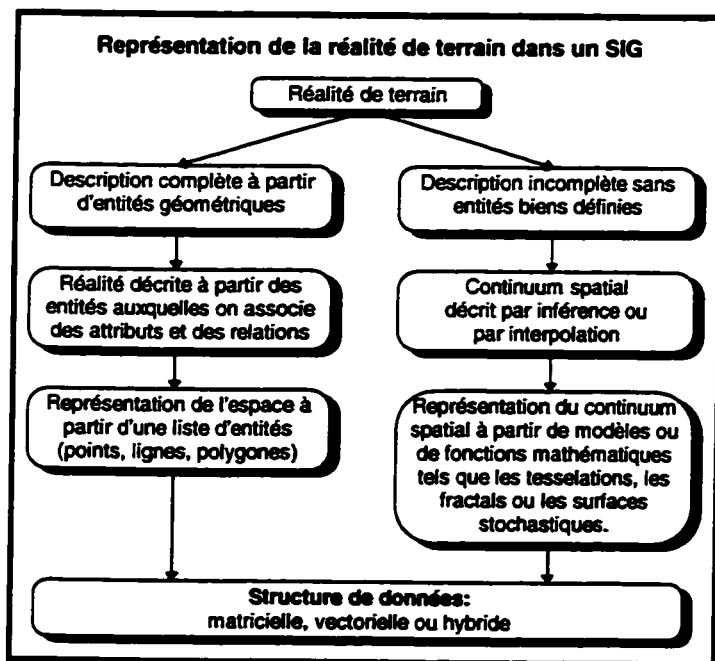 Représentation de la réalité de terrain dans un SIG
Réalité de terrain
Description complète à partir
d'entités géométriques
Réalité décrite à partir des
entités auxquelles on associe
des attributs et des relations
Représentation de l'espace à
partir d'une liste d'entités
(points, lignes, polygones)
Description incomplète sans
entités biens définies
Continuum spatial
décrit par inférence ou
par interpolation
Représentation du continuum
spatial à partir de modèles ou
de fonctions mathématiques
tels que les tesselations, les
fractals ou les surfaces
stochastiques.
Structure de données:
matricielle, vectorielle ou hybride